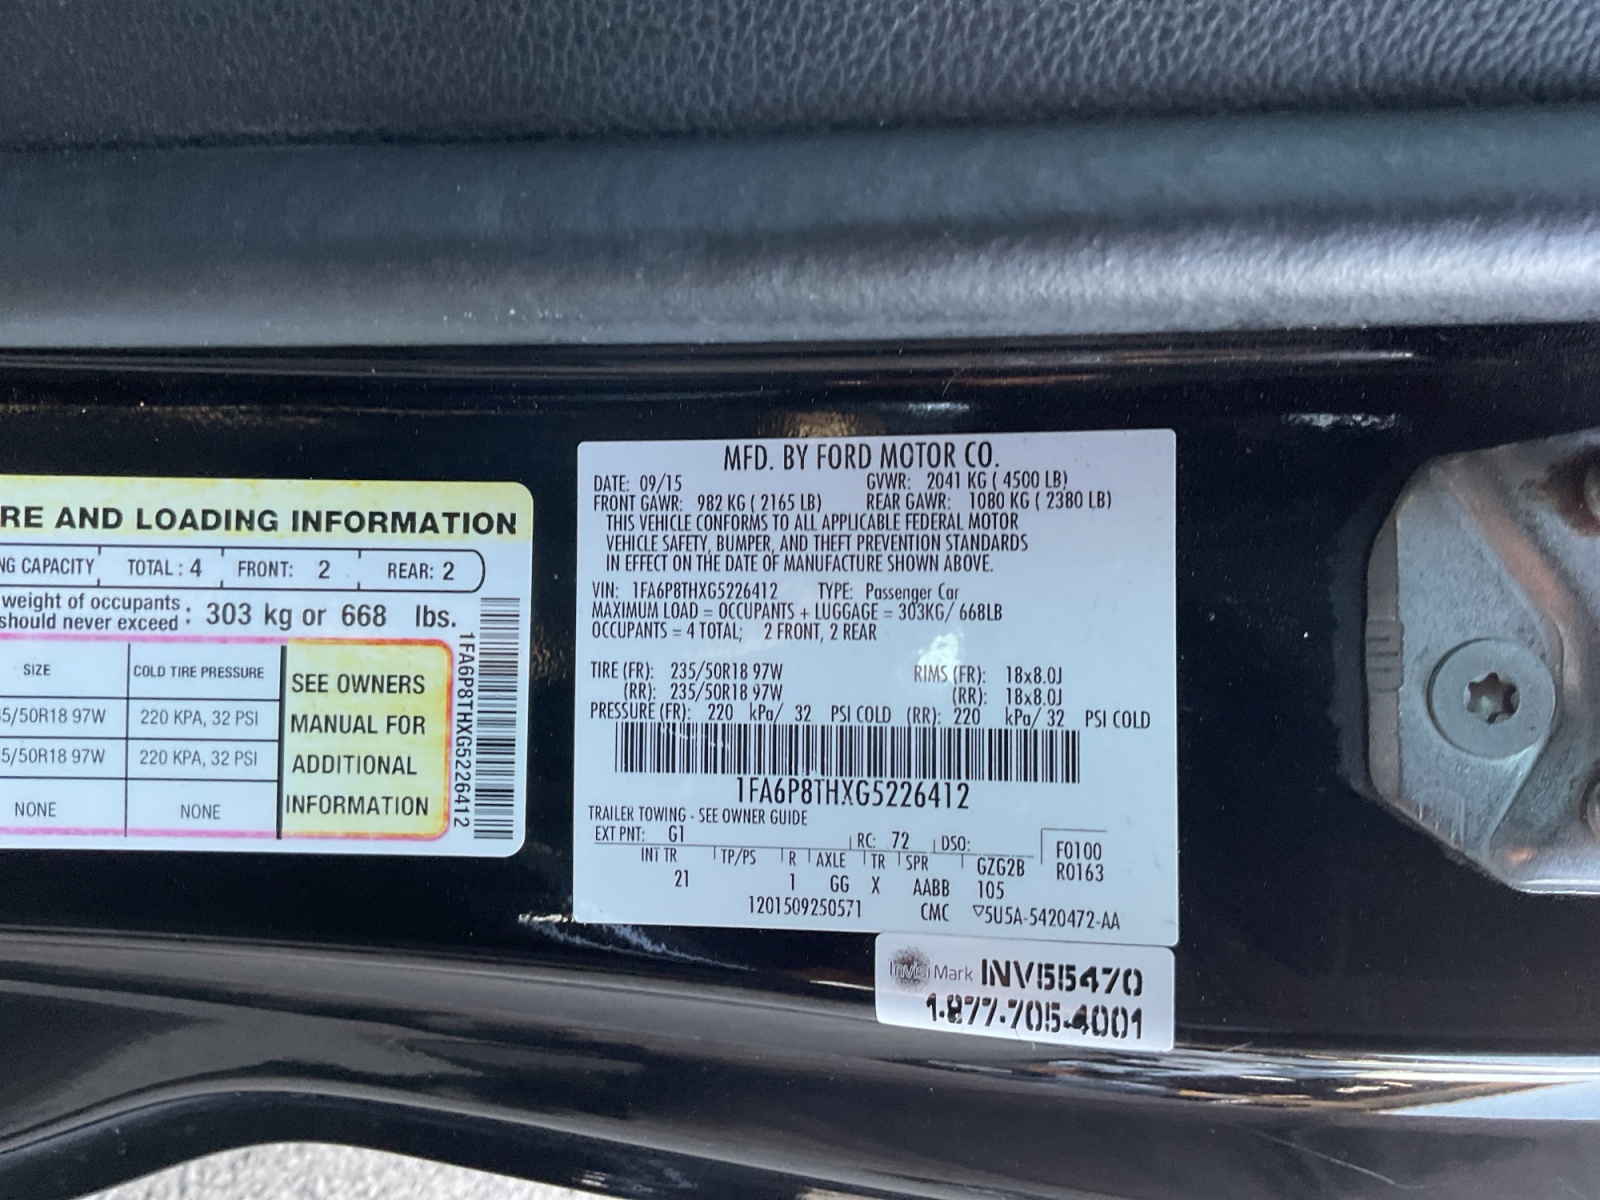 RE AND LOADING INFORMATION
NG CAPACITY TOTAL : 4 FRONT: 2 REAR: 2
weight of occupants
should never exceed : 303 kg or 668 lbs.
SIZE COLD TIRE PRESSURE
5/50R18 97W 220 KPA, 32 PSI
5/50R18 97W 220 KPA, 32 PSI
NONE NONE
SEE OWNERS
MANUAL FOR
ADDITIONAL
INFORMATION
1FA6P8THXG5226412
MFD. BY FORD MOTOR CO.
DATE: 09/15 GVWR: 2041 KG ( 4500 LB)
FRONT GAWR: 982 KG ( 2165 LB) REAR GAWR: 1080 KG ( 2380 LB)
THIS VEHICLE CONFORMS TO ALL APPLICABLE FEDERAL MOTOR
VEHICLE SAFETY, BUMPER, AND THEFT PREVENTION STANDARDS
IN EFFECT ON THE DATE OF MANUFACTURE SHOWN ABOVE.
VIN: 1FA6P8THXG5226412 TYPE: Passenger Car
MAXIMUM LOAD = OCCUPANTS + LUGGAGE = 303KG/ 668LB
OCCUPANTS = 4 TOTAL; 2 FRONT, 2 REAR
TIRE (FR): 235/50R18 97W RIMS (FR): 18x8.0J
(RR): 235/50R18 97W (RR): 18x8.0J
PRESSURE (FR): 220 kPa/ 32 PSI COLD (RR): 220 kPa/ 32 PSI COLD
1FA6P8THXG5226412
TRAILER TOWING - SEE OWNER GUIDE
EXT PNT: G1 RC: 72 DSO: F0100
INT TR TP/PS R AXLE TR SPR GZG2B R0163
21 1 GG X AABB 105
1201509250571 CMC ▽5U5A-5420472-AA
InvisiMark INV55470
1-877-705-4001